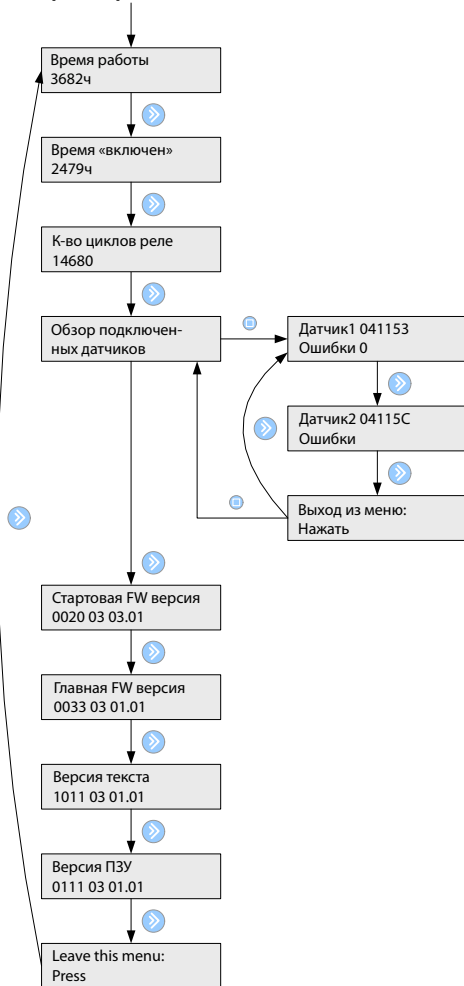 Время работы
3682ч
Время «включен»
2479ч
К-во циклов реле
14680
Обзор подключен-
ных датчиков
Датчик1 041153
Ошибки 0
Датчик2 04115C
Ошибки
Выход из меню:
Нажать
Стартовая FW версия
0020 03 03.01
Главная FW версия
0033 03 01.01
Версия текста
1011 03 01.01
Версия ПЗУ
0111 03 01.01
Leave this menu:
Press